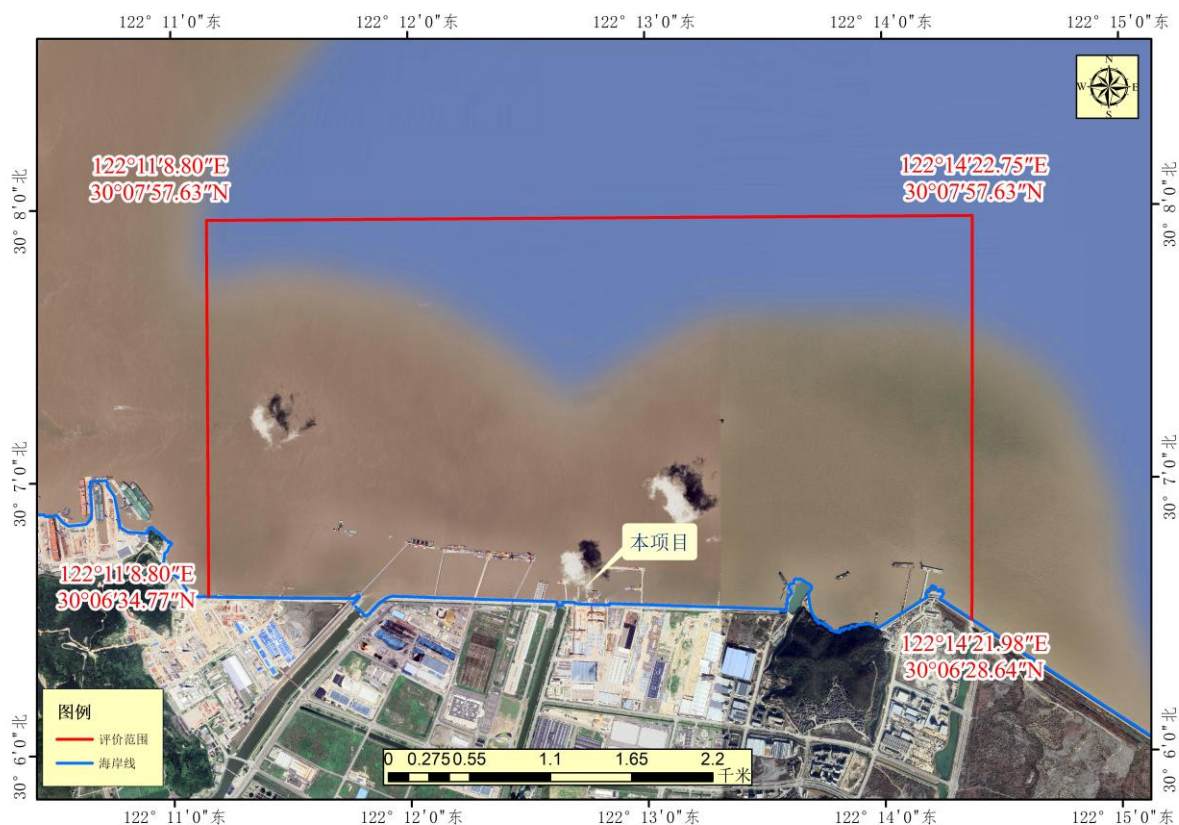 122° 11'0"东
122° 12'0"东
122° 13'0"东
122° 14'0"东
122° 15'0"东
N
W
E
S
122°11′8.80″E
30°07′57.63″N
122°14′22.75″E
30°07′57.63″N
30° 8'0"北
30° 8'0"北
30° 7'0"北
30° 7'0"北
本项目
122°11′8.80″E
30°06′34.77″N
122°14′21.98″E
30°06′28.64″N
图例
评价范围
海岸线
0 0.275 0.55 1.1 1.65 2.2
千米
30° 6'0"北
30° 6'0"北
122° 11'0"东
122° 12'0"东
122° 13'0"东
122° 14'0"东
122° 15'0"东